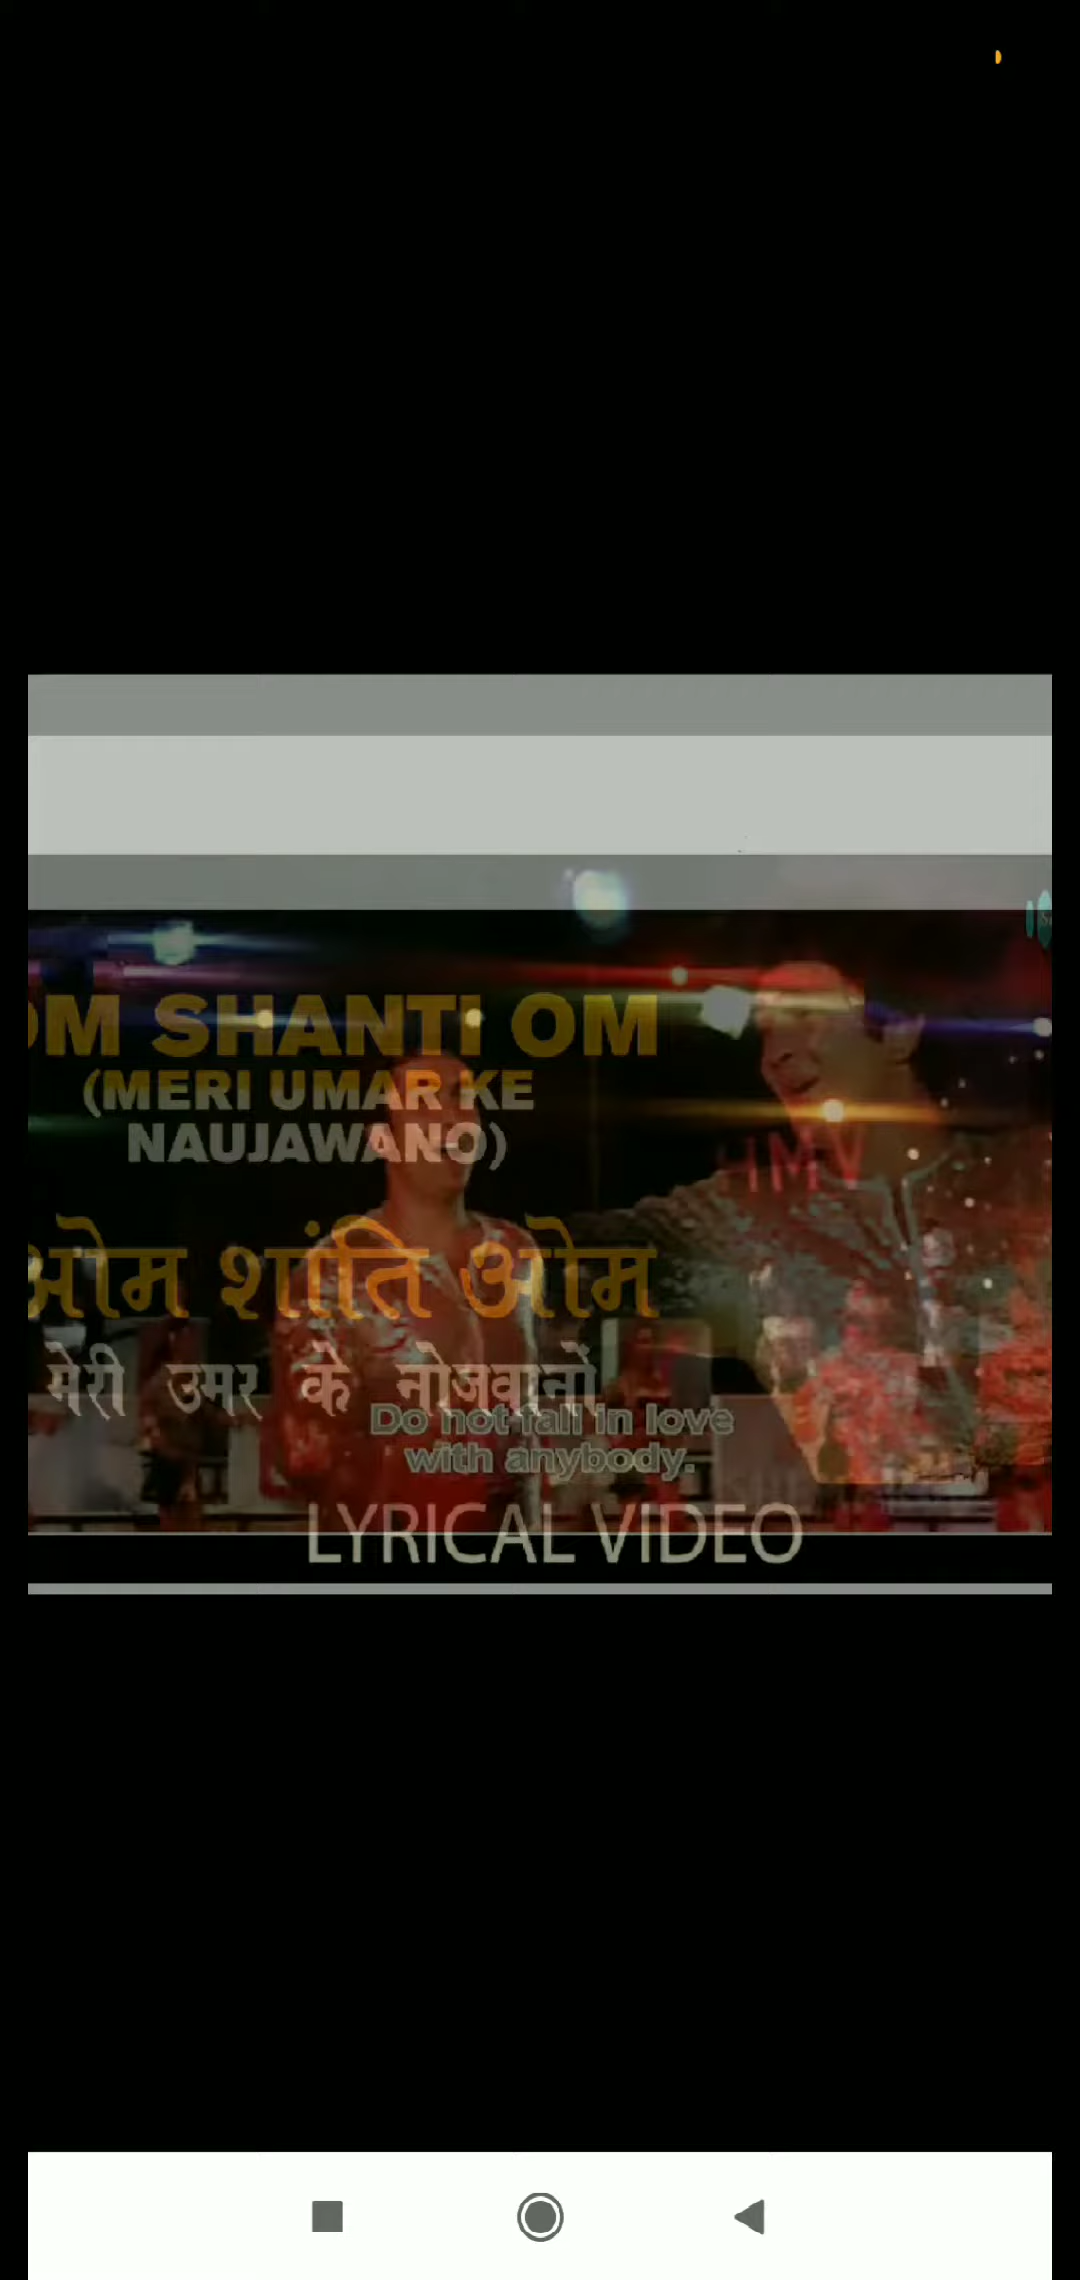 OM SHANTI OM
(MERI UMAR KE
NAUJAWANO)
HMV
ओम शांति ओम
मेरी उमर के नोजवानों
Do not fall in love
with anybody.
LYRICAL VIDEO